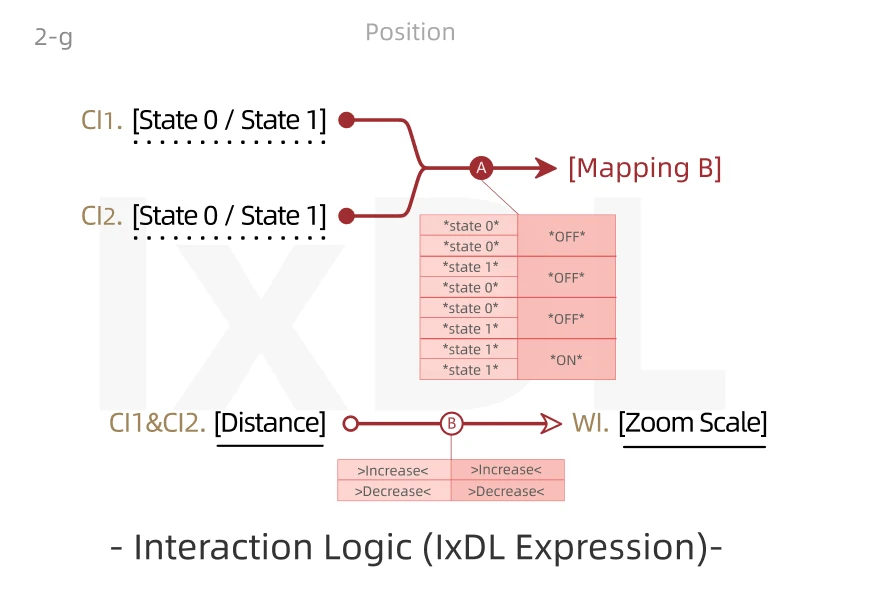 2-g
Position
CI1. [State 0 / State 1]
CI2. [State 0 / State 1]
A
[Mapping B]
*state 0*
*state 0*
*OFF*
*state 1*
*state 0*
*OFF*
*state 0*
*state 1*
*OFF*
*state 1*
*state 1*
*ON*
IxDL
CI1&CI2. [Distance]
B
WI. [Zoom Scale]
>Increase< >Increase<
>Decrease< >Decrease<
- Interaction Logic (IxDL Expression)-